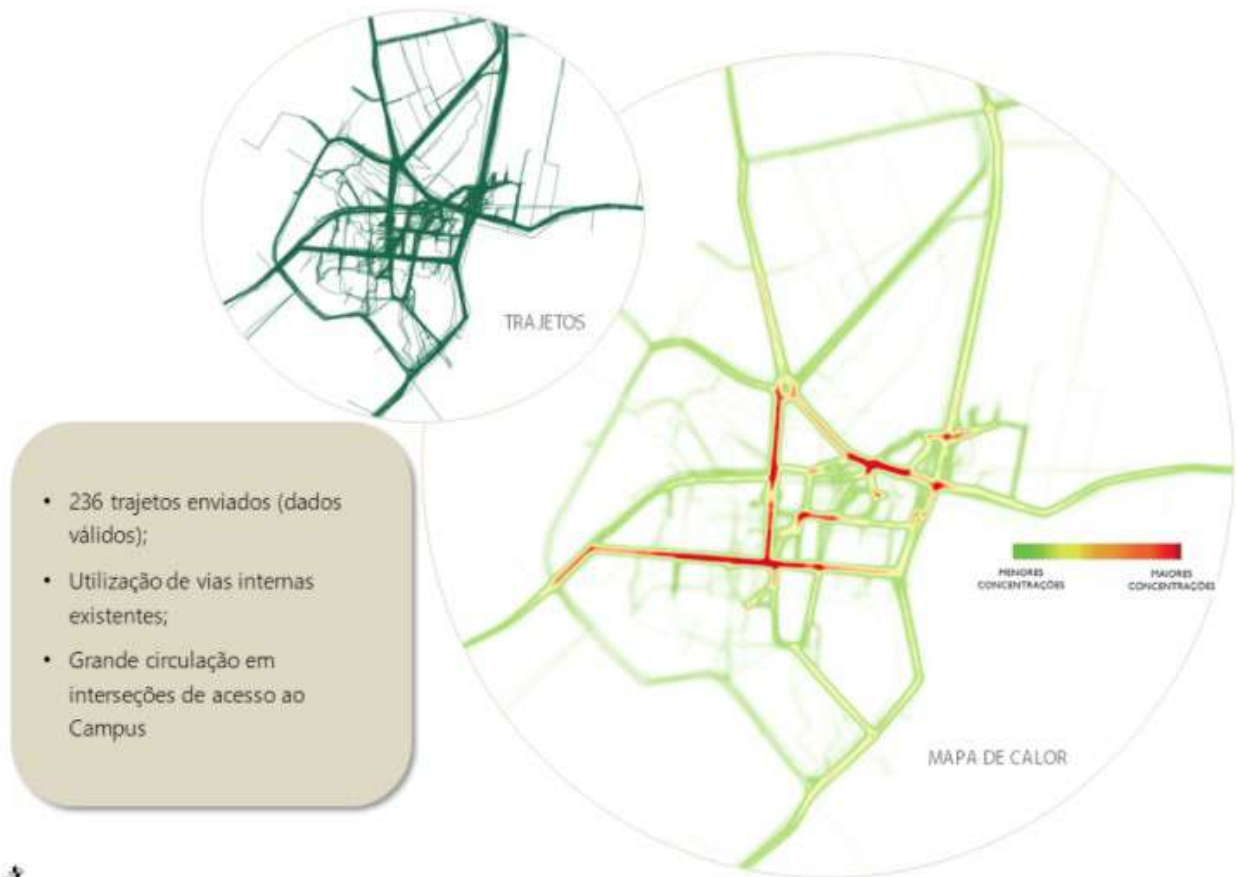 TRAJETOS
• 236 trajetos enviados (dados
válidos);
• Utilização de vias internas
existentes;
• Grande circulação em
interseções de acesso ao
Campus
MENORES
CONCENTRAÇÕES
MAIORES
CONCENTRAÇÕES
MAPA DE CALOR